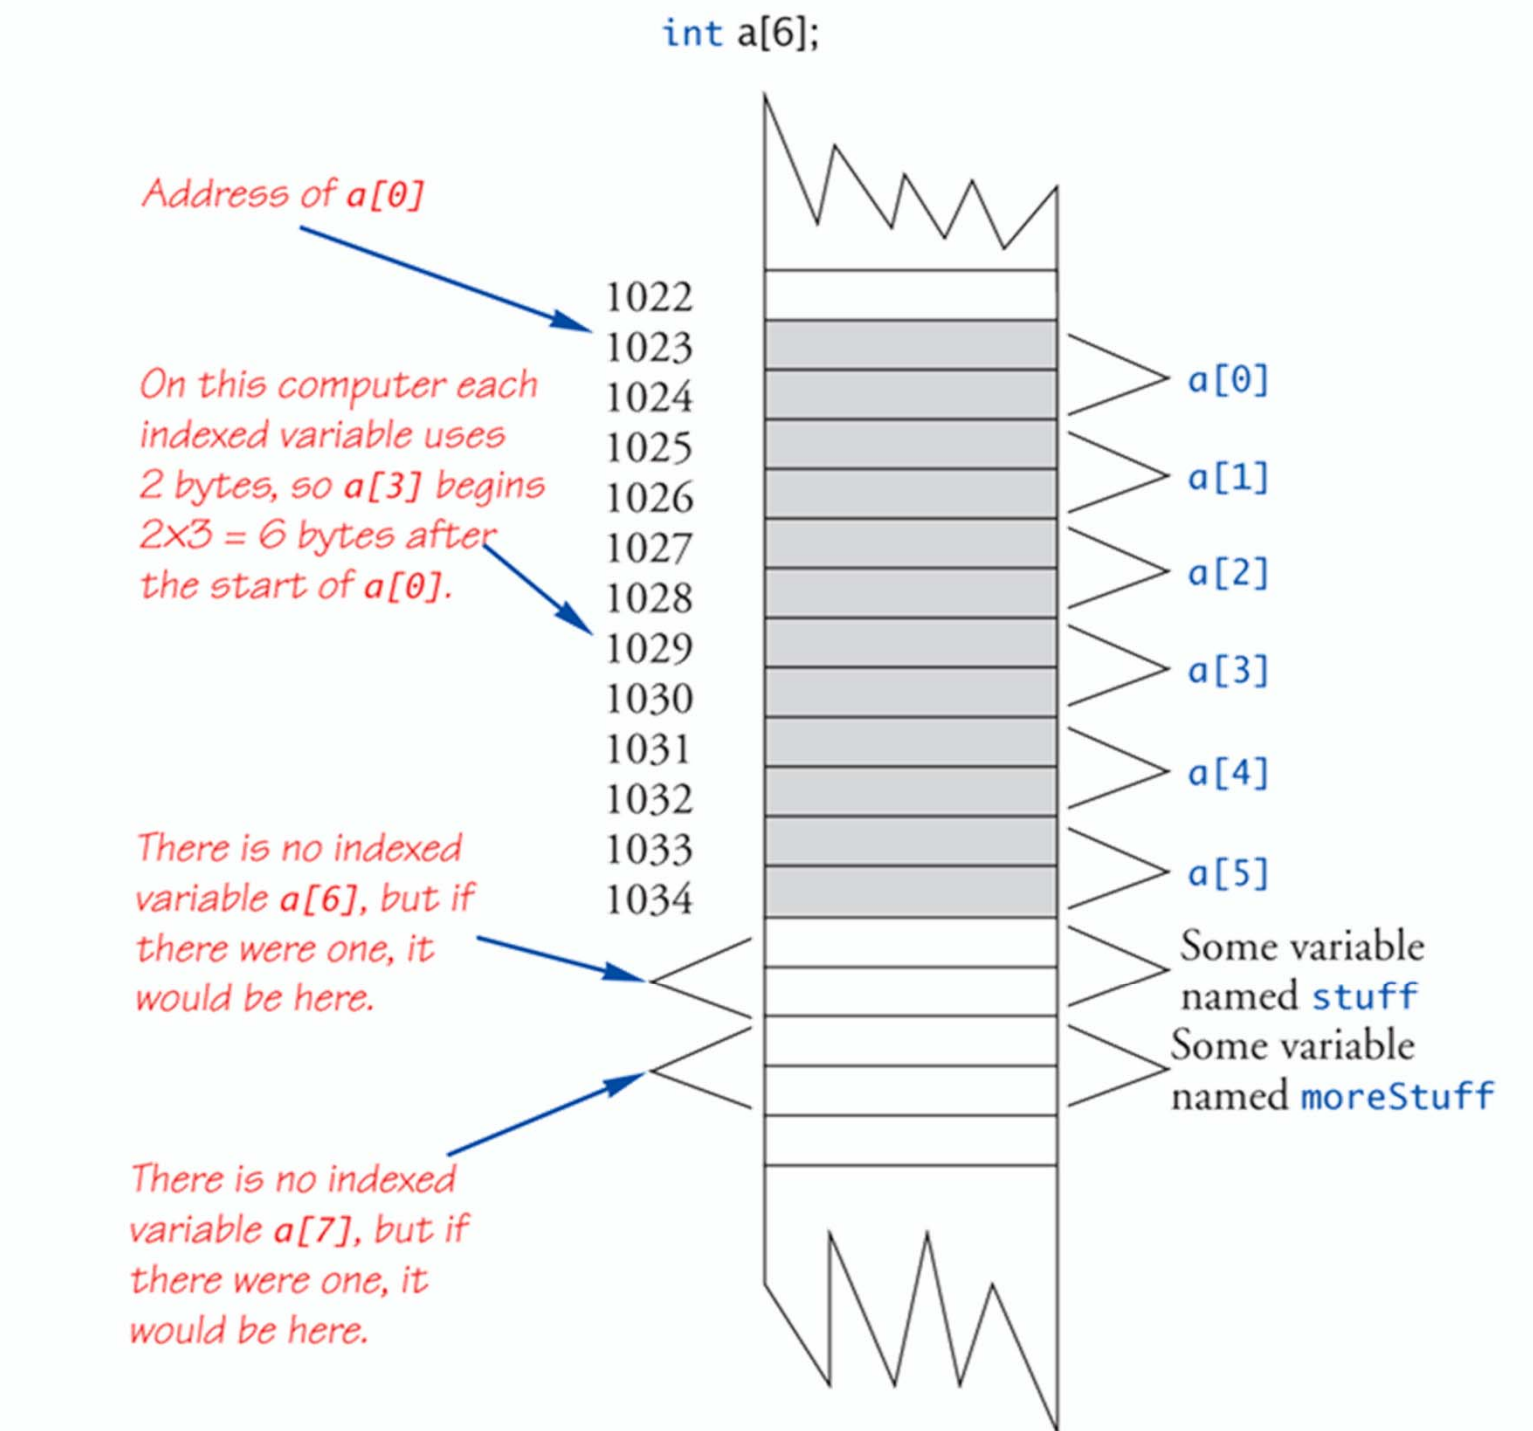 int a[6];
Address of a[0]
1022
1023
1024
1025
1026
1027
1028
1029
1030
1031
1032
1033
1034
On this computer each
indexed variable uses
2 bytes, so a[3] begins
2x3 = 6 bytes after
the start of a[0].
There is no indexed
variable a[6], but if
there were one, it
would be here.
There is no indexed
variable a[7], but if
there were one, it
would be here.
a[0]
a[1]
a[2]
a[3]
a[4]
a[5]
Some variable
named stuff
Some variable
named moreStuff